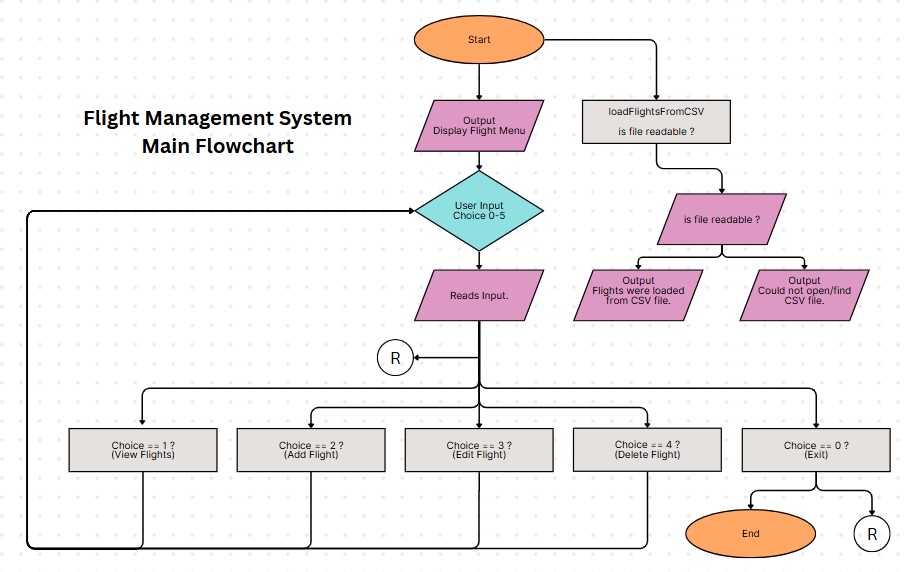 Start
Flight Management System
Main Flowchart
Output
Display Flight Menu
loadFlightsFromCSV
is file readable ?
User Input
Choice 0-5
is file readable ?
Reads Input.
Output
Flights were loaded
from CSV file.
Output
Could not open/find
CSV file.
R
Choice == 1 ?
(View Flights)
Choice == 2 ?
(Add Flight)
Choice == 3 ?
(Edit Flight)
Choice == 4 ?
(Delete Flight)
Choice == 0 ?
(Exit)
End
R